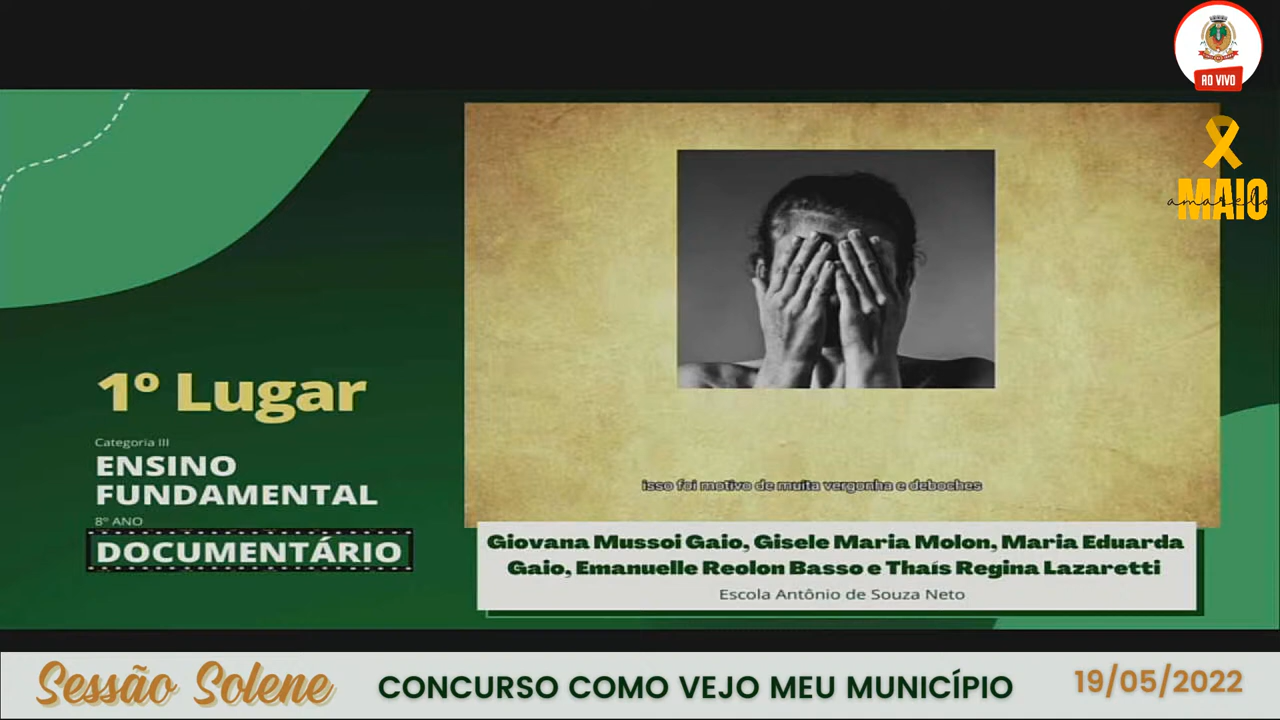 AO VIVO
MAIO
amarelo
1º Lugar
Categoria III
ENSINO
FUNDAMENTAL
8º ANO
DOCUMENTÁRIO
isso foi motivo de muita vergonha e deboches
Giovana Mussoi Gaio, Gisele Maria Molon, Maria Eduarda
Gaio, Emanuelle Reolon Basso e Thaís Regina Lazaretti
Escola Antônio de Souza Neto
Sessão Solene
CONCURSO COMO VEJO MEU MUNICÍPIO
19/05/2022